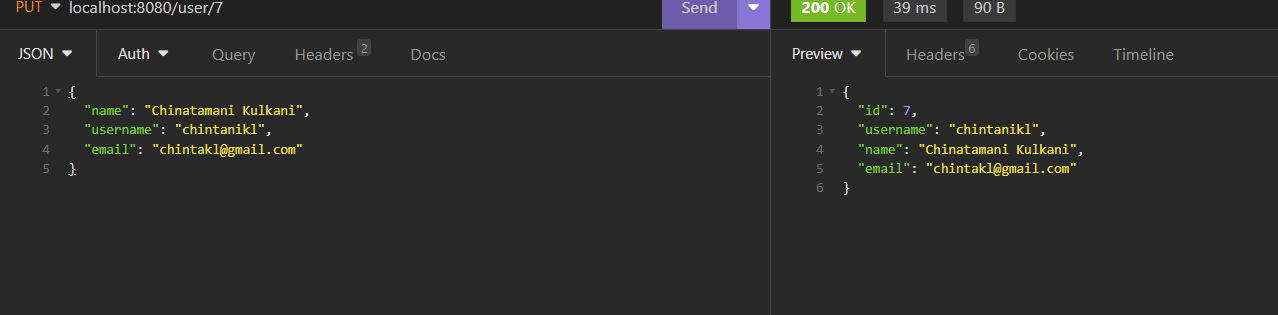 PUT localhost:8080/user/7 Send 200 OK 39 ms 90 B
JSON Auth Query Headers 2 Docs Preview Headers 6 Cookies Timeline
1 {
2 "name": "Chinatamani Kulkani",
3 "username": "chintanikl",
4 "email": "chintakl@gmail.com"
5 }
1 {
2 "id": 7,
3 "username": "chintanikl",
4 "name": "Chinatamani Kulkani",
5 "email": "chintakl@gmail.com"
6 }